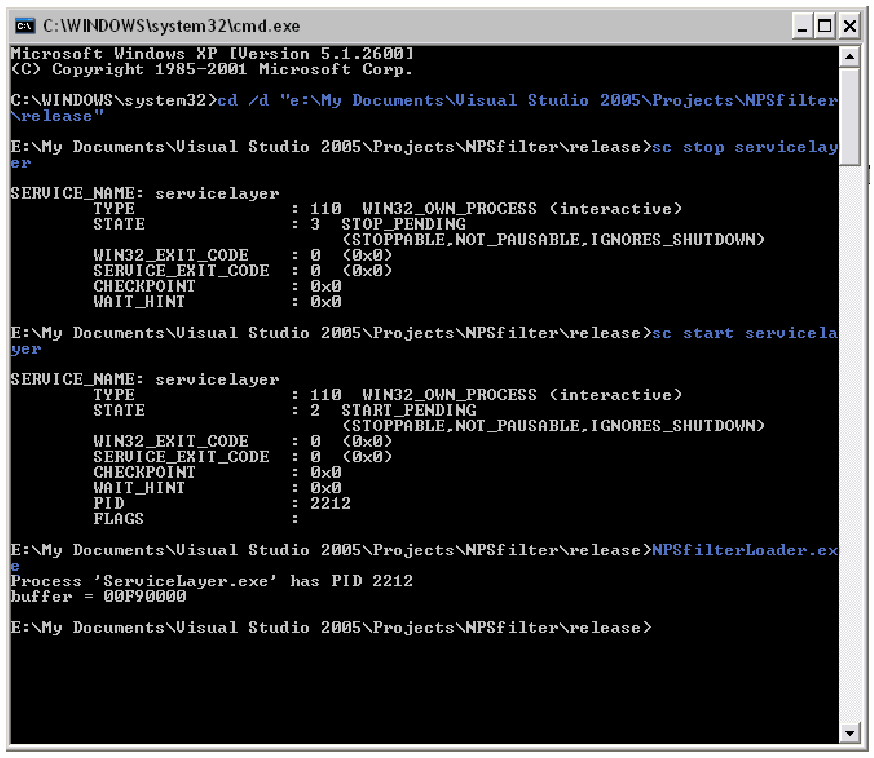 C:\WINDOWS\system32\cmd.exe
Microsoft Windows XP [Version 5.1.2600]
(C) Copyright 1985-2001 Microsoft Corp.
C:\WINDOWS\system32>cd /d "e:\My Documents\Visual Studio 2005\Projects\NPSfilter
\release"
E:\My Documents\Visual Studio 2005\Projects\NPSfilter\release>sc stop servicelay
er
SERVICE_NAME: servicelayer
        TYPE               : 110  WIN32_OWN_PROCESS (interactive)
        STATE              : 3  STOP_PENDING
                                (STOPPABLE,NOT_PAUSABLE,IGNORES_SHUTDOWN)
        WIN32_EXIT_CODE    : 0  (0x0)
        SERVICE_EXIT_CODE  : 0  (0x0)
        CHECKPOINT         : 0x0
        WAIT_HINT          : 0x0
E:\My Documents\Visual Studio 2005\Projects\NPSfilter\release>sc start servicela
yer
SERVICE_NAME: servicelayer
        TYPE               : 110  WIN32_OWN_PROCESS (interactive)
        STATE              : 2  START_PENDING
                                (STOPPABLE,NOT_PAUSABLE,IGNORES_SHUTDOWN)
        WIN32_EXIT_CODE    : 0  (0x0)
        SERVICE_EXIT_CODE  : 0  (0x0)
        CHECKPOINT         : 0x0
        WAIT_HINT          : 0x0
        PID                : 2212
        FLAGS              :
E:\My Documents\Visual Studio 2005\Projects\NPSfilter\release>NPSfilterLoader.ex
e
Process 'ServiceLayer.exe' has PID 2212
buffer = 00F90000
E:\My Documents\Visual Studio 2005\Projects\NPSfilter\release>